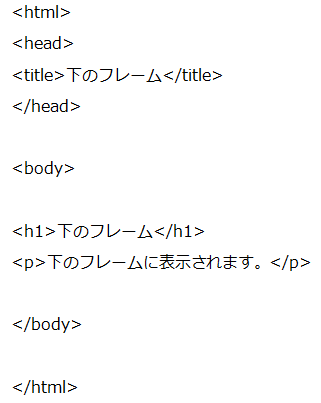 <html>
<head>
<title>下のフレーム</title>
</head>
<body>
<h1>下のフレーム</h1>
<p>下のフレームに表示されます。</p>
</body>
</html>